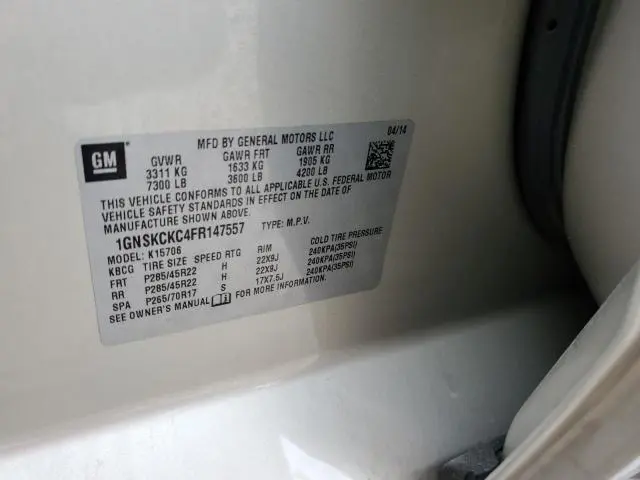 GM
MFD BY GENERAL MOTORS LLC 04/14
GVWR GAWR FRT GAWR RR
3311 KG 1633 KG 1905 KG
7300 LB 3600 LB 4200 LB
THIS VEHICLE CONFORMS TO ALL APPLICABLE U.S. FEDERAL MOTOR
VEHICLE SAFETY STANDARDS IN EFFECT ON THE DATE OF
MANUFACTURE SHOWN ABOVE.
1GNSKCKC4FR147557 TYPE: M.P.V.
MODEL: K15706
KBCG TIRE SIZE SPEED RTG RIM COLD TIRE PRESSURE
FRT P285/45R22 H 22X9J 240KPA(35PSI)
RR P285/45R22 H 22X9J 240KPA(35PSI)
SPA P265/70R17 S 17X7.5J 240KPA(35PSI)
SEE OWNER'S MANUAL FOR MORE INFORMATION.